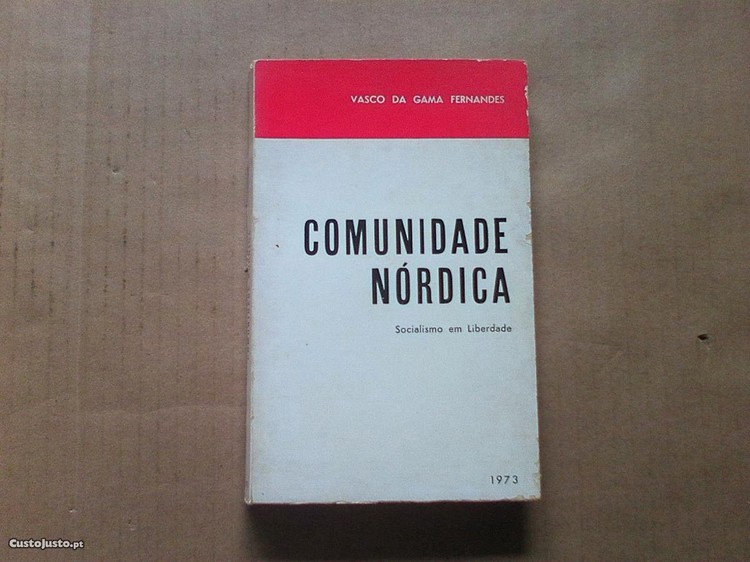 VASCO DA GAMA FERNANDES
COMUNIDADE
NÓRDICA
Socialismo em Liberdade
1973
CustoJusto.pt